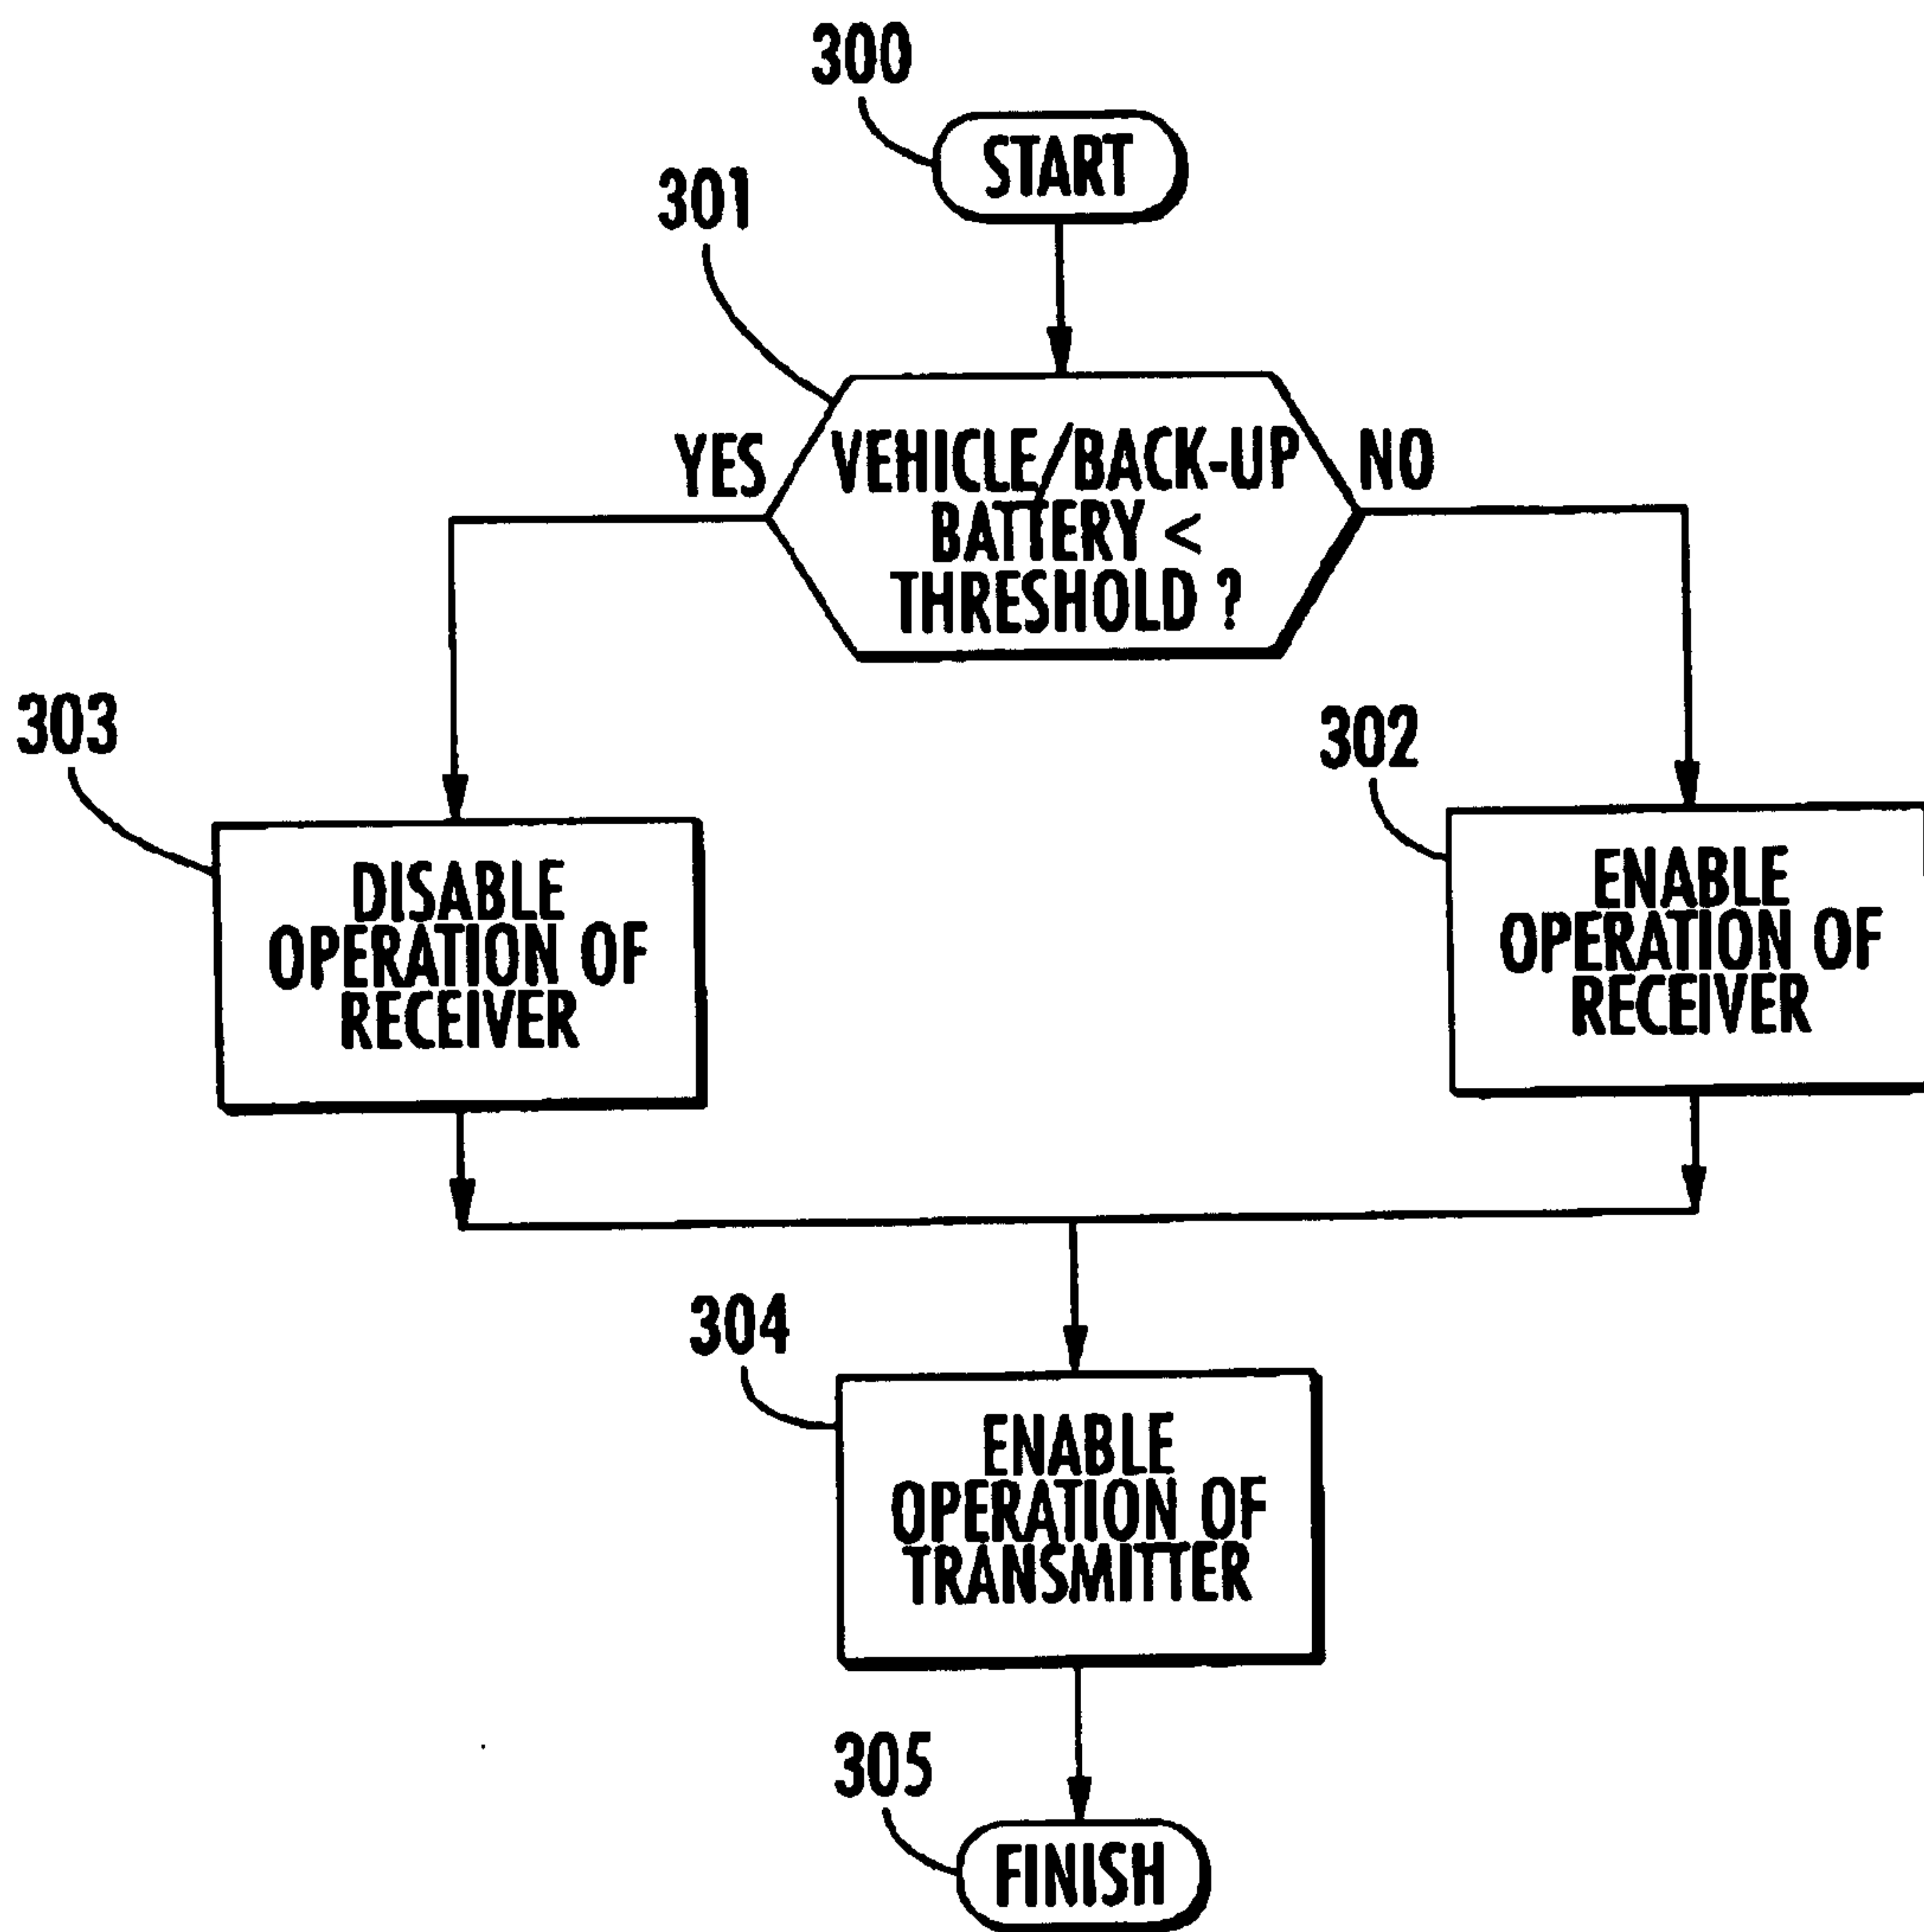 300
START
301
YES
VEHICLE/BACK-UP
BATTERY <
THRESHOLD ?
NO
303
302
DISABLE
OPERATION OF
RECEIVER
ENABLE
OPERATION OF
RECEIVER
304
ENABLE
OPERATION OF
TRANSMITTER
305
FINISH